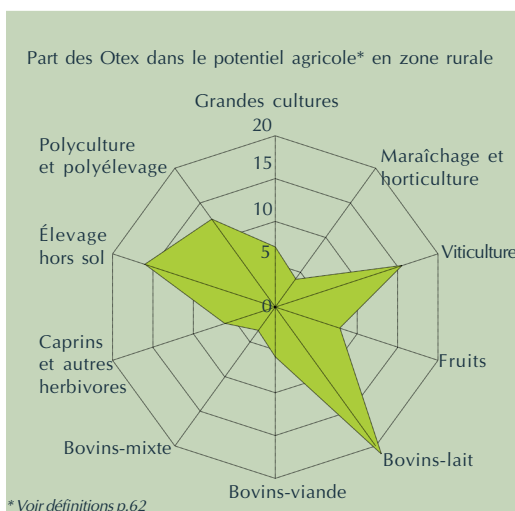 Part des Otex dans le potentiel agricole* en zone rurale
Grandes cultures
20
15
10
5
0
Maraîchage et
horticulture
Viticulture
Fruits
Bovins-lait
Bovins-viande
Bovins-mixte
Caprins
et autres
herbivores
Élevage
hors sol
Polyculture
et polyélevage
* Voir définitions p.62